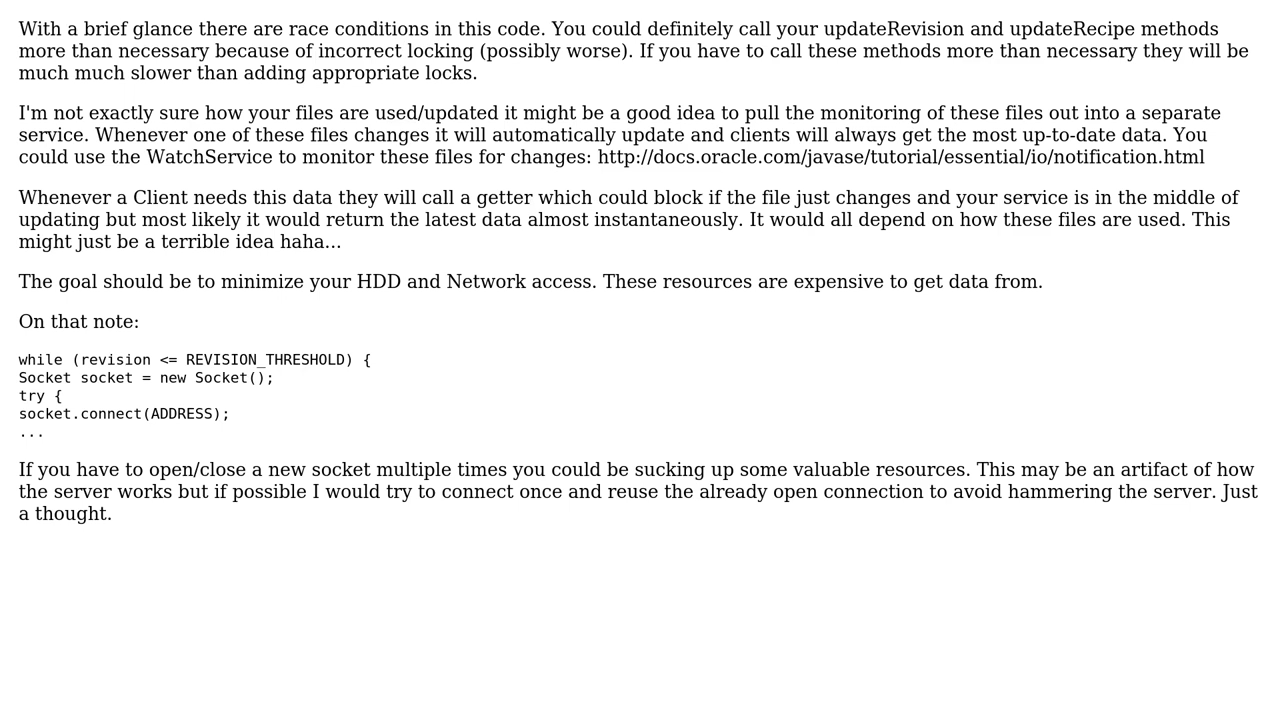 With a brief glance there are race conditions in this code. You could definitely call your updateRevision and updateRecipe methods
more than necessary because of incorrect locking (possibly worse). If you have to call these methods more than necessary they will be
much much slower than adding appropriate locks.
I'm not exactly sure how your files are used/updated it might be a good idea to pull the monitoring of these files out into a separate
service. Whenever one of these files changes it will automatically update and clients will always get the most up-to-date data. You
could use the WatchService to monitor these files for changes: http://docs.oracle.com/javase/tutorial/essential/io/notification.html
Whenever a Client needs this data they will call a getter which could block if the file just changes and your service is in the middle of
updating but most likely it would return the latest data almost instantaneously. It would all depend on how these files are used. This
might just be a terrible idea haha...
The goal should be to minimize your HDD and Network access. These resources are expensive to get data from.
On that note:
while (revision <= REVISION_THRESHOLD) {
Socket socket = new Socket();
try {
socket.connect(ADDRESS);
...
If you have to open/close a new socket multiple times you could be sucking up some valuable resources. This may be an artifact of how
the server works but if possible I would try to connect once and reuse the already open connection to avoid hammering the server. Just
a thought.